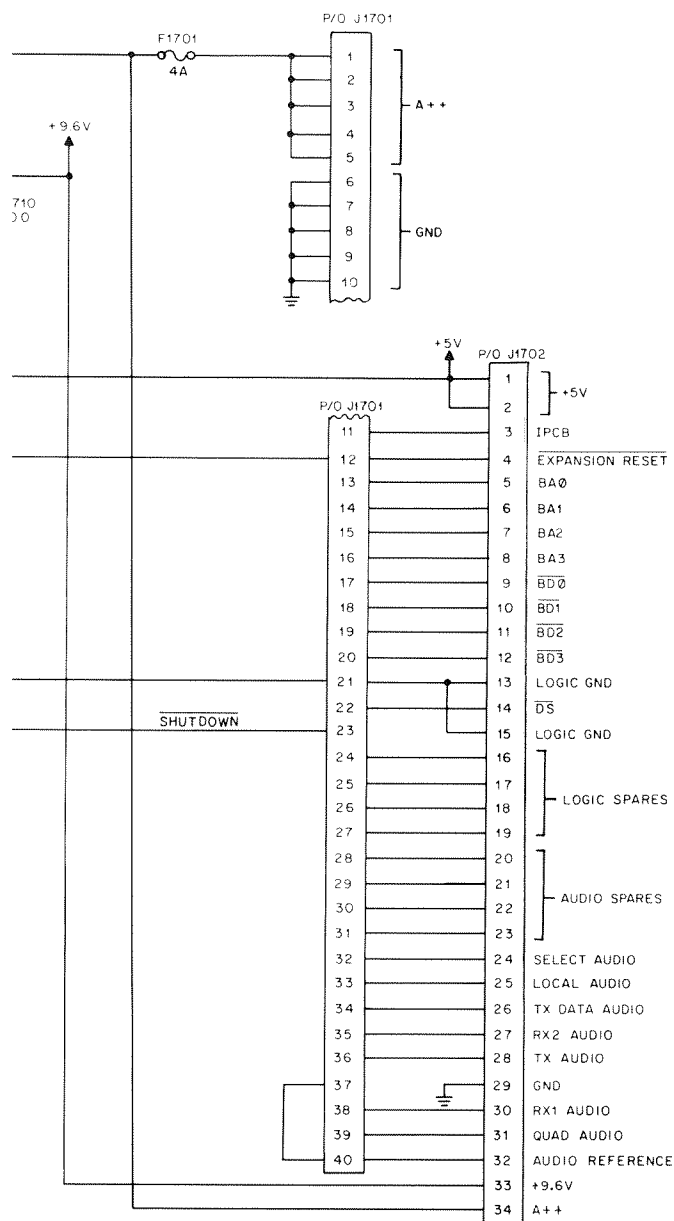 P/O J1701
F1701
4A
1
2
3
4
5
A++
6
7
8
9
10
GND
+9.6V
710
00
+5V
P/O J1702
1
2
+5V
P/O J1701
11 3 IPCB
12 4 EXPANSION RESET
13 5 BAØ
14 6 BA1
15 7 BA2
16 8 BA3
17 9 BDØ
18 10 BD1
19 11 BD2
20 12 BD3
21 13 LOGIC GND
22 14 DS
SHUTDOWN
23 15 LOGIC GND
24 16
25 17
26 18
27 19
LOGIC SPARES
28 20
29 21
30 22
31 23
AUDIO SPARES
32 24 SELECT AUDIO
33 25 LOCAL AUDIO
34 26 TX DATA AUDIO
35 27 RX2 AUDIO
36 28 TX AUDIO
37 29 GND
38 30 RX1 AUDIO
39 31 QUAD AUDIO
40 32 AUDIO REFERENCE
33 +9.6V
34 A++